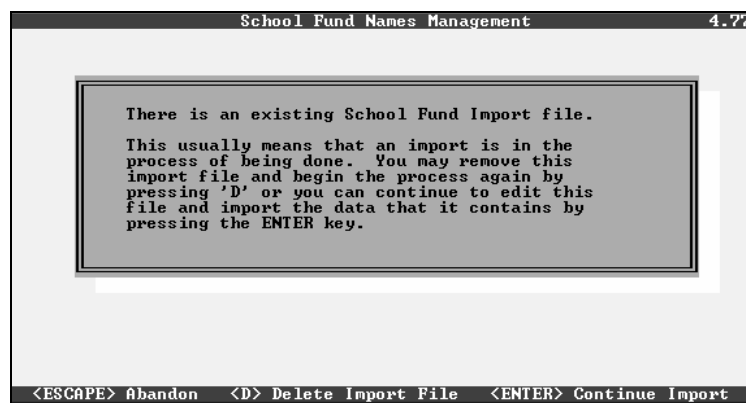 School Fund Names Management 4.77
There is an existing School Fund Import file.
This usually means that an import is in the
process of being done. You may remove this
import file and begin the process again by
pressing 'D' or you can continue to edit this
file and import the data that it contains by
pressing the ENTER key.
<ESCAPE> Abandon <D> Delete Import File <ENTER> Continue Import